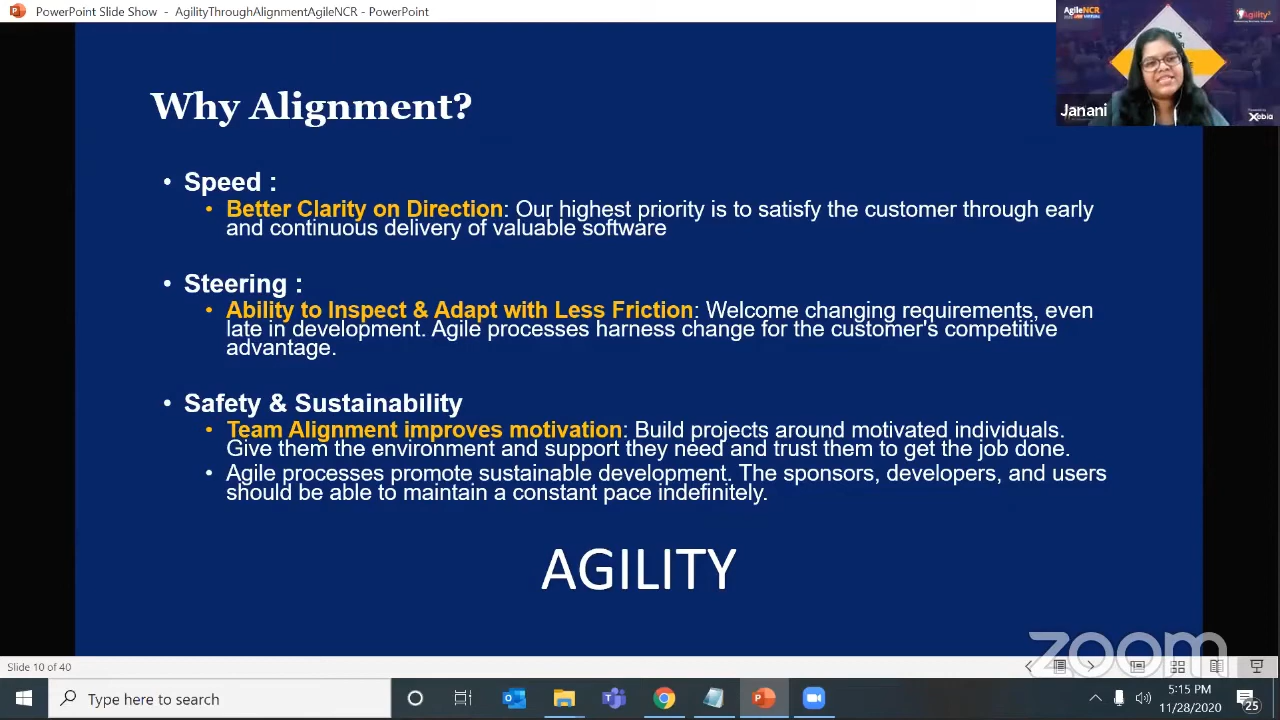 PowerPoint Slide Show - AgilityThroughAlignmentAgileNCR - PowerPoint
AgileNCR
Agility
Janani
Powered by
Xebia
Why Alignment?
• Speed :
• Better Clarity on Direction: Our highest priority is to satisfy the customer through early
and continuous delivery of valuable software
• Steering :
• Ability to Inspect & Adapt with Less Friction: Welcome changing requirements, even
late in development. Agile processes harness change for the customer's competitive
advantage.
• Safety & Sustainability
• Team Alignment improves motivation: Build projects around motivated individuals.
Give them the environment and support they need and trust them to get the job done.
• Agile processes promote sustainable development. The sponsors, developers, and users
should be able to maintain a constant pace indefinitely.
AGILITY
zoom
Slide 10 of 40
Type here to search
5:15 PM
11/28/2020
25